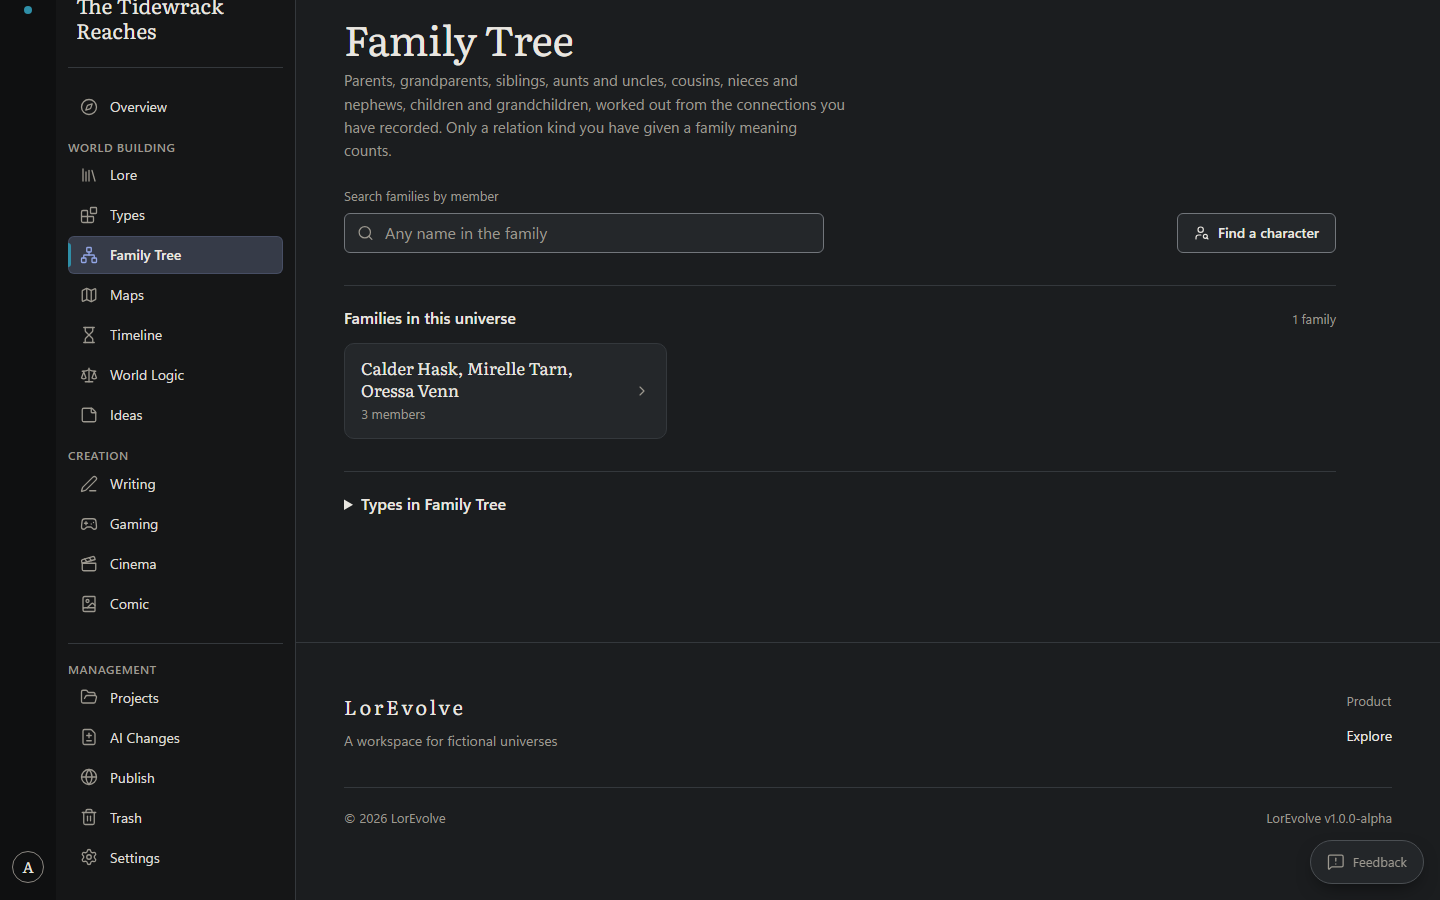 The Tidewrack
Reaches
Overview
WORLD BUILDING
Lore
Types
Family Tree
Maps
Timeline
World Logic
Ideas
CREATION
Writing
Gaming
Cinema
Comic
MANAGEMENT
Projects
AI Changes
Publish
Trash
Settings
A
Family Tree
Parents, grandparents, siblings, aunts and uncles, cousins, nieces and
nephews, children and grandchildren, worked out from the connections you
have recorded. Only a relation kind you have given a family meaning
counts.
Search families by member
Any name in the family
Find a character
Families in this universe
1 family
Calder Hask, Mirelle Tarn,
Oressa Venn
3 members
Types in Family Tree
LorEvolve
A workspace for fictional universes
Product
Explore
© 2026 LorEvolve
LorEvolve v1.0.0-alpha
Feedback